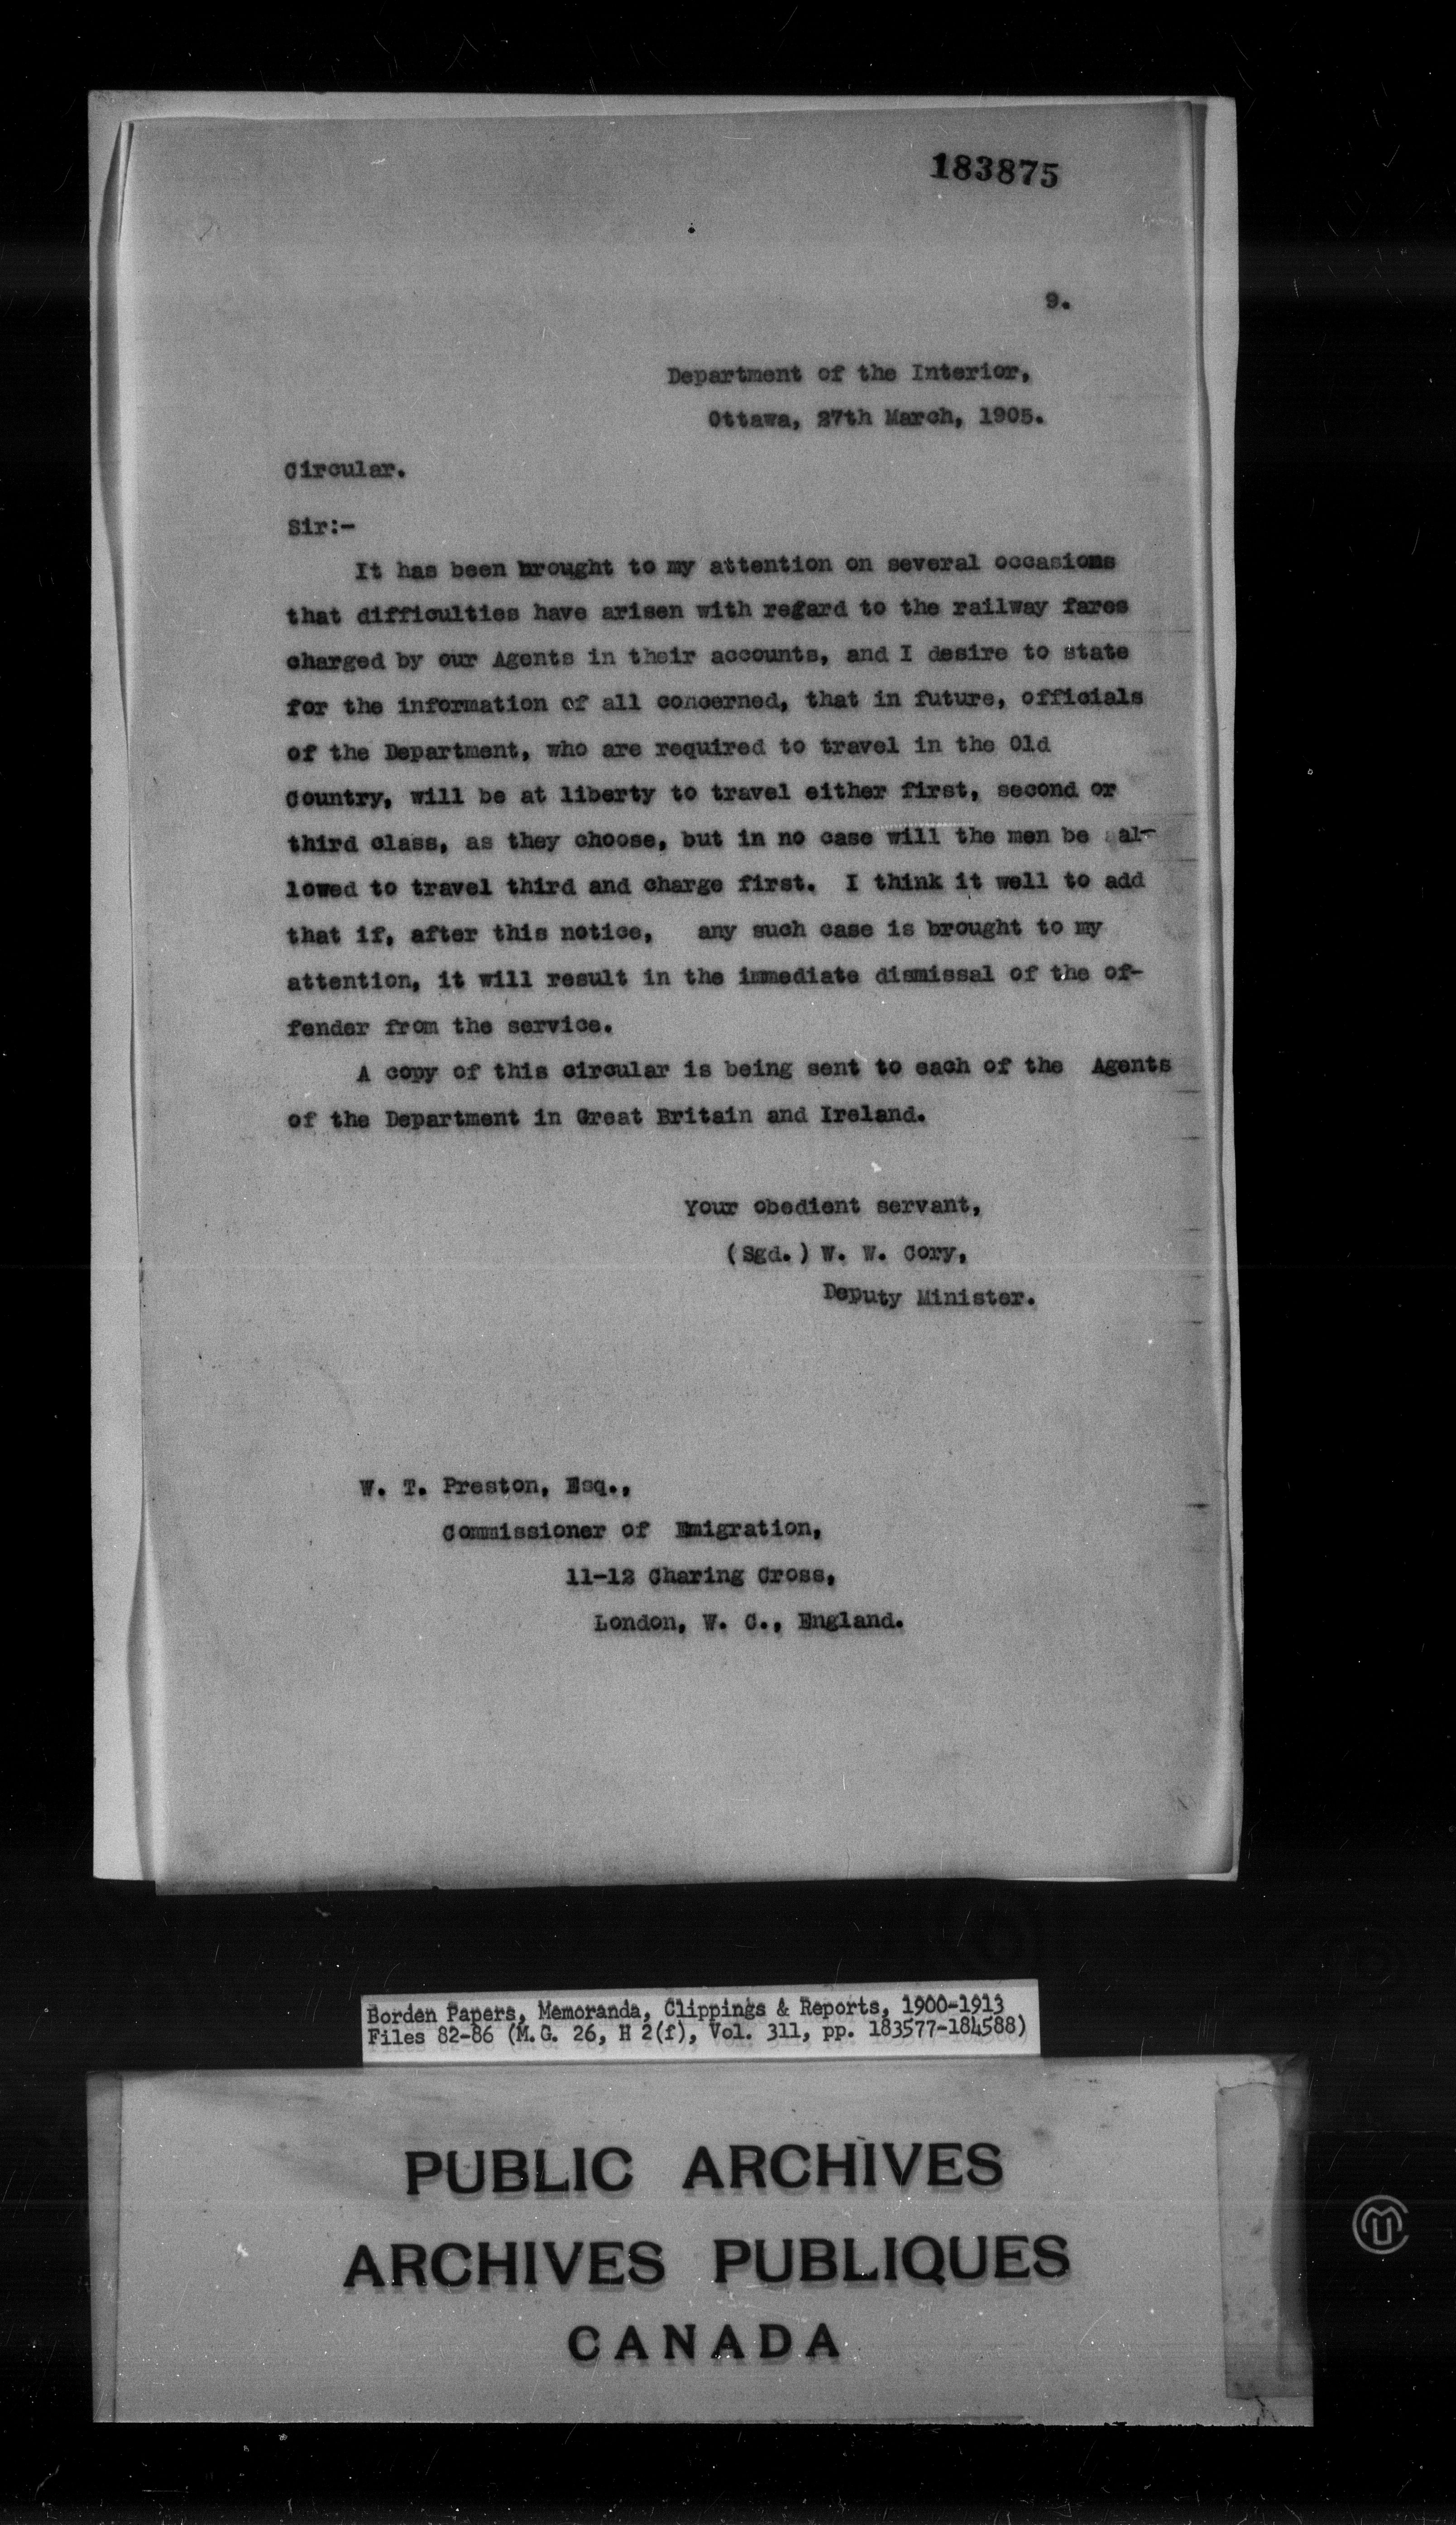 183875
9.
Department of the Interior,
Ottawa, 27th March, 1905.
Circular.
Sir:-
It has been brought to my attention on several occasions
that difficulties have arisen with regard to the railway fares
charged by our Agents in their accounts, and I desire to state
for the information of all concerned, that in future, officials
of the Department, who are required to travel in the Old
Country, will be at liberty to travel either first, second or
third class, as they choose, but in no case will the men be al-
lowed to travel third and charge first. I think it well to add
that if, after this notice, any such case is brought to my
attention, it will result in the immediate dismissal of the of-
fender from the service.
A copy of this circular is being sent to each of the Agents
of the Department in Great Britain and Ireland.
Your obedient servant,
(Sgd.) W. W. Cory,
Deputy Minister.
W. T. Preston, Esq.,
Commissioner of Emigration,
11-12 Charing Cross,
London, W. C., England.
Borden Papers, Memoranda, Clippings & Reports, 1900-1913
Files 82-86 (M.G. 26, H 2(f), Vol. 311, pp. 183577-184588)
PUBLIC ARCHIVES
ARCHIVES PUBLIQUES
CANADA